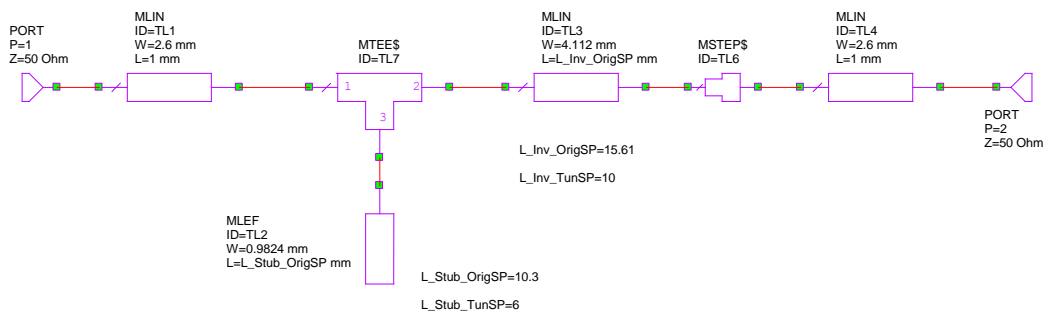 PORT
P=1
Z=50 Ohm
MLIN
ID=TL1
W=2.6 mm
L=1 mm
MTEE$
ID=TL7
1
2
3
MLIN
ID=TL3
W=4.112 mm
L=L_Inv_OrigSP mm
MSTEP$
ID=TL6
MLIN
ID=TL4
W=2.6 mm
L=1 mm
PORT
P=2
Z=50 Ohm
L_Inv_OrigSP=15.61
L_Inv_TunSP=10
MLEF
ID=TL2
W=0.9824 mm
L=L_Stub_OrigSP mm
L_Stub_OrigSP=10.3
L_Stub_TunSP=6